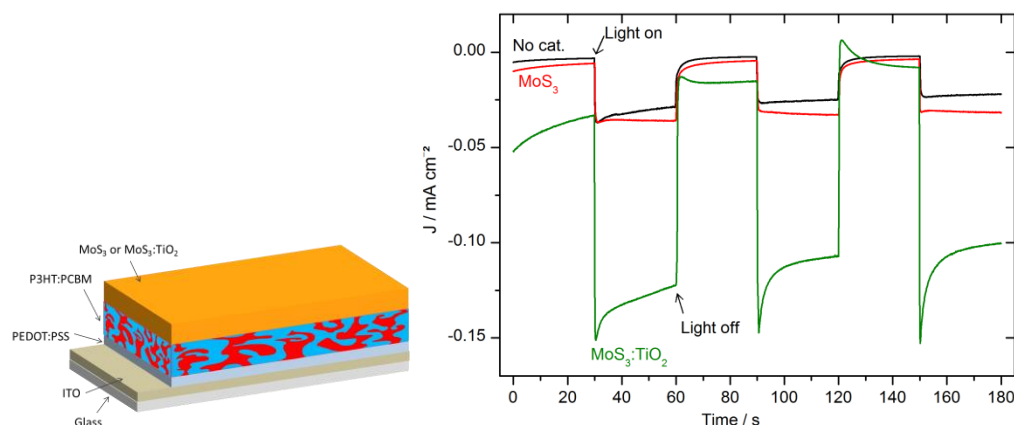 MoS₃ or MoS₃:TiO₂
P3HT:PCBM
PEDOT:PSS
ITO
Glass
J / mA cm⁻²
0.00
-0.05
-0.10
-0.15
No cat.
Light on
MoS₃
Light off
MoS₃:TiO₂
0 20 40 60 80 100 120 140 160 180
Time / s